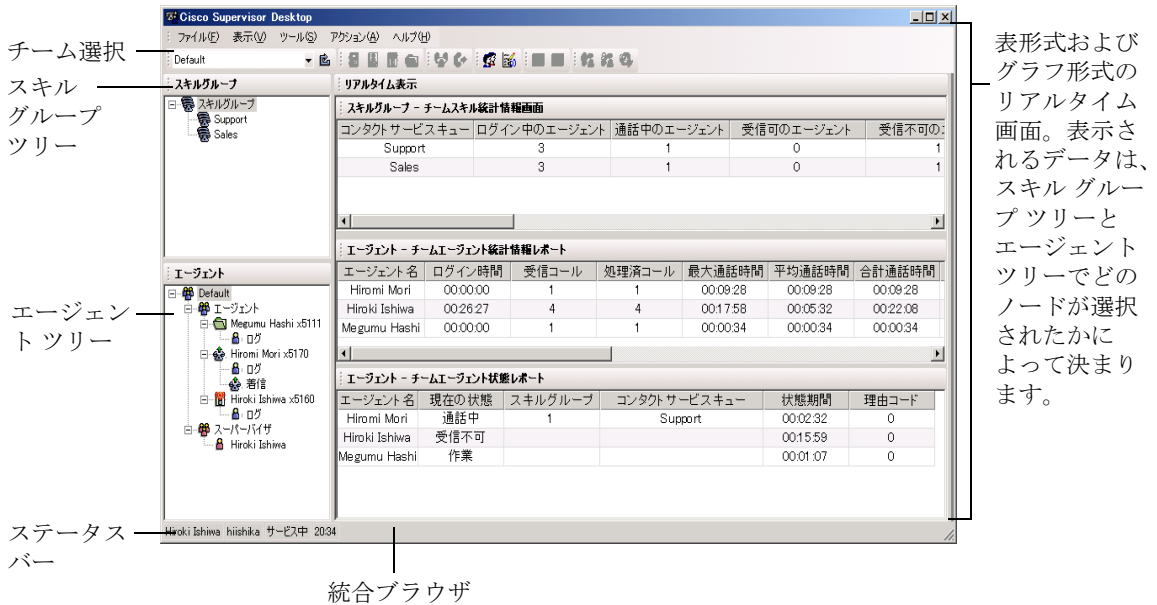 Cisco Supervisor Desktop
ファイル(F) 表示(V) ツール(S) アクション(A) ヘルプ(H)
チーム選択
Default
スキル
グループ
ツリー
スキルグループ
スキルグループ
Support
Sales
リアルタイム表示
スキルグループ - チームスキル統計情報画面
コンタクトサービスキュー ログイン中のエージェント 通話中のエージェント 受信可のエージェント 受信不可の
Support 3 1 0 1
Sales 3 1 0 1
エージェント - チームエージェント統計情報レポート
エージェント名 ログイン時間 受信コール 処理済コール 最大通話時間 平均通話時間 合計通話時間
Hiromi Mori 00:00:00 1 1 00:09:28 00:09:28 00:09:28
Hiroki Ishiwa 00:26:27 4 4 00:17:58 00:05:32 00:22:08
Megumu Hashi 00:00:00 1 1 00:00:34 00:00:34 00:00:34
エージェント - チームエージェント状態レポート
エージェント名 現在の状態 スキルグループ コンタクトサービスキュー 状態期間 理由コード
Hiromi Mori 通話中 1 Support 00:02:32 0
Hiroki Ishiwa 受信不可 00:15:59 0
Megumu Hashi 作業 00:01:07 0
エージェン
ト ツリー
エージェント
Default
エージェント
Megumu Hashi x5111
ログ
Hiromi Mori x5170
ログ
着信
Hiroki Ishiwa x5160
ログ
スーパーバイザ
Hiroki Ishiwa
ステータス
バー
Hiroki Ishiwa hiishika サービス中 20:34
統合ブラウザ
表形式および
グラフ形式の
リアルタイム
画面。表示さ
れるデータは、
スキル グルー
プ ツリーと
エージェント
ツリーでどの
ノードが選択
されたかに
よって決まり
ます。